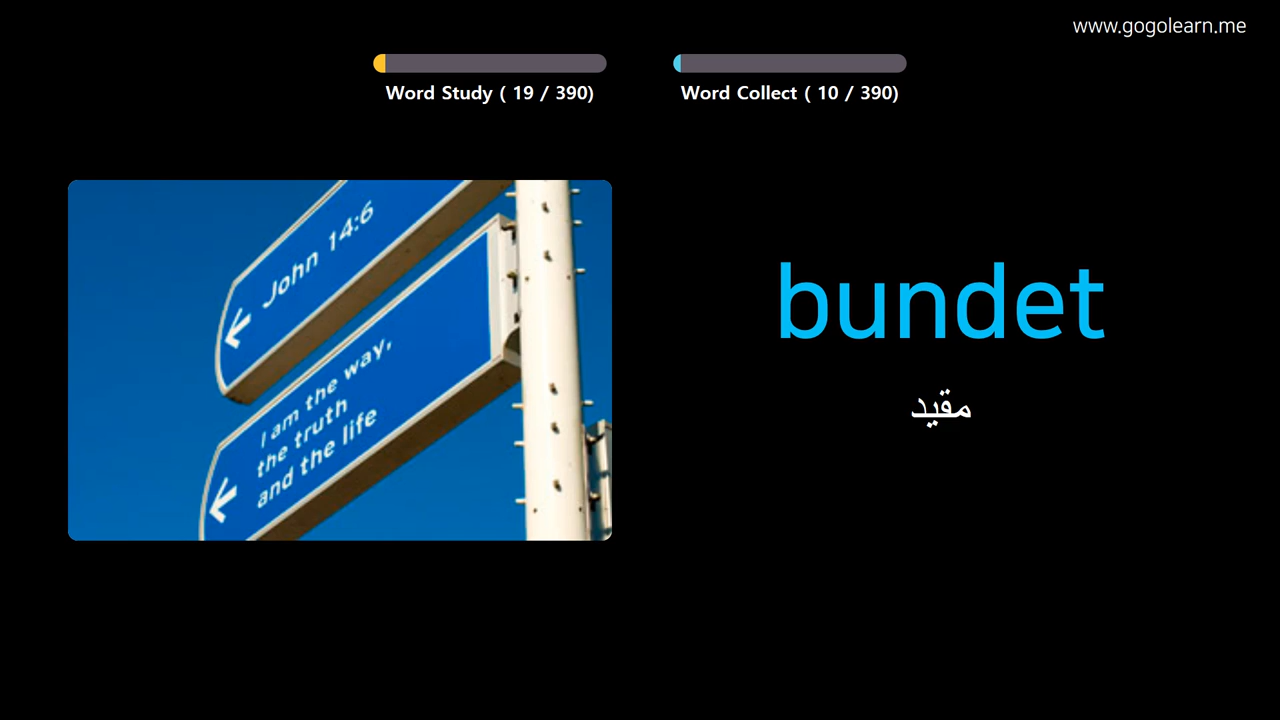 www.gogolearn.me
Word Study ( 19 / 390)
Word Collect ( 10 / 390)
John 14:6
I am the way,
the truth
and the life
bundet
مقيد